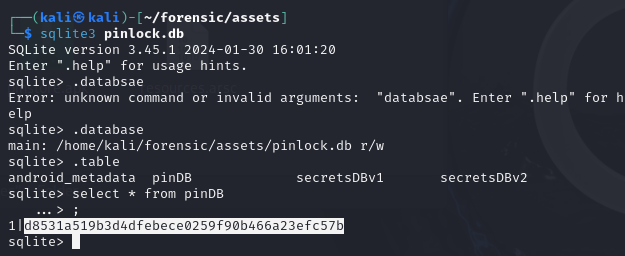 ┌──(kali㉿kali)-[~/forensic/assets]
└─$ sqlite3 pinlock.db
SQLite version 3.45.1 2024-01-30 16:01:20
Enter ".help" for usage hints.
sqlite> .databsae
Error: unknown command or invalid arguments:  "databsae". Enter ".help" for h
elp
sqlite> .database
main: /home/kali/forensic/assets/pinlock.db r/w
sqlite> .table
android_metadata  pinDB             secretsDBv1       secretsDBv2
sqlite> select * from pinDB
   ...> ;
1|d8531a519b3d4dfebece0259f90b466a23efc57b
sqlite>